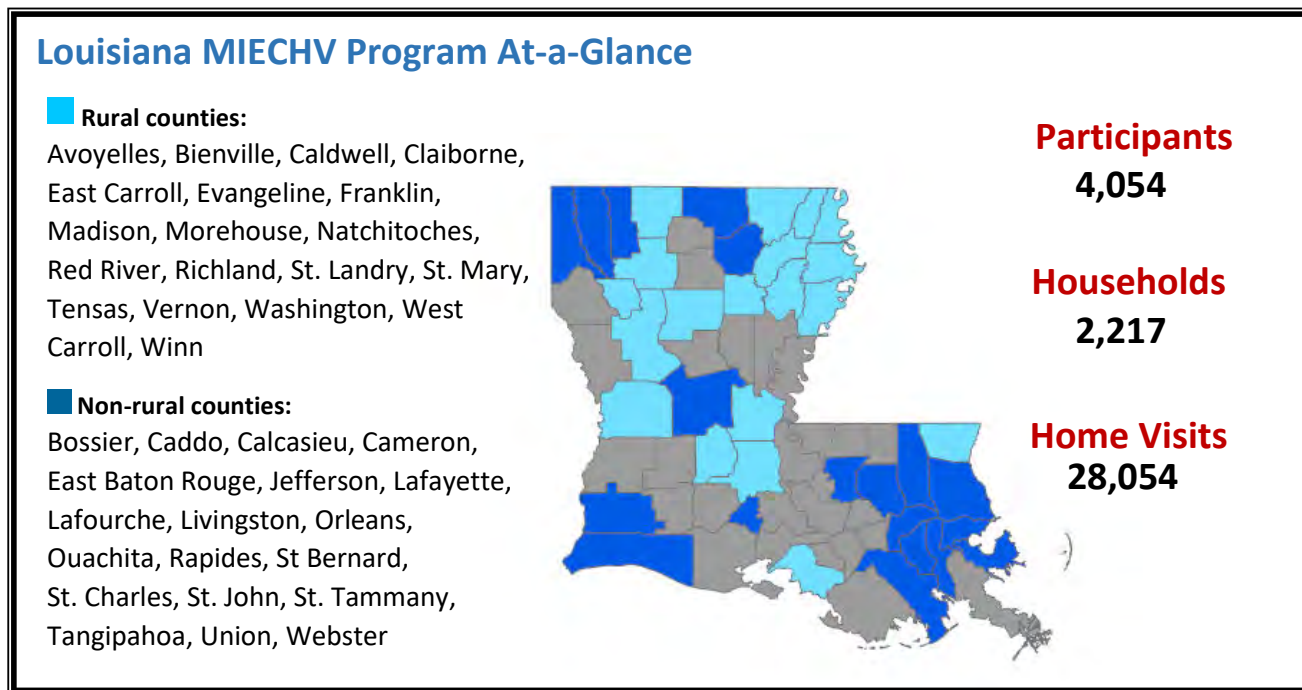 Louisiana MIECHV Program At-a-Glance
Rural counties:
Avoyelles, Bienville, Caldwell, Claiborne,
East Carroll, Evangeline, Franklin,
Madison, Morehouse, Natchitoches,
Red River, Richland, St. Landry, St. Mary,
Tensas, Vernon, Washington, West
Carroll, Winn
Non-rural counties:
Bossier, Caddo, Calcasieu, Cameron,
East Baton Rouge, Jefferson, Lafayette,
Lafourche, Livingston, Orleans,
Ouachita, Rapides, St Bernard,
St. Charles, St. John, St. Tammany,
Tangipahoa, Union, Webster
Participants
4,054
Households
2,217
Home Visits
28,054